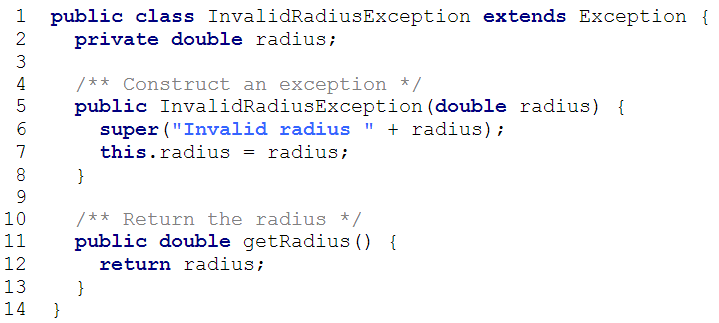 1 public class InvalidRadiusException extends Exception {
2   private double radius;
3
4   /** Construct an exception */
5   public InvalidRadiusException(double radius) {
6     super("Invalid radius " + radius);
7     this.radius = radius;
8   }
9
10   /** Return the radius */
11   public double getRadius() {
12     return radius;
13   }
14 }